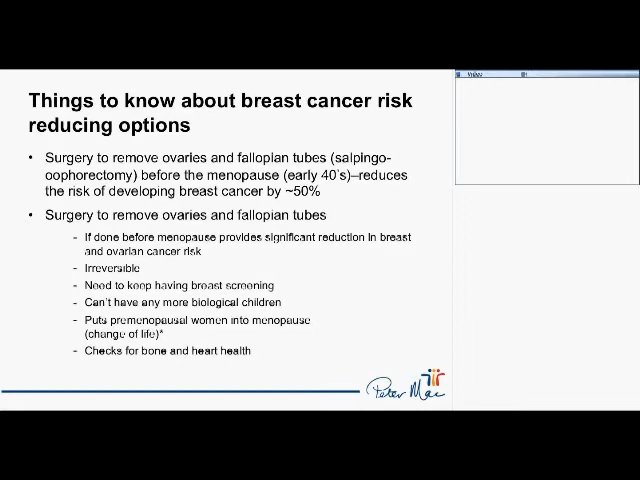 Things to know about breast cancer risk
reducing options
• Surgery to remove ovaries and fallopian tubes (salpingo-
oophorectomy) before the menopause (early 40's)–reduces
the risk of developing breast cancer by ~50%
• Surgery to remove ovaries and fallopian tubes
- If done before menopause provides significant reduction in breast
and ovarian cancer risk
- Irreversible
- Need to keep having breast screening
- Can't have any more biological children
- Puts premenopausal women into menopause
(change of life)*
- Checks for bone and heart health
Peter Mac
Video